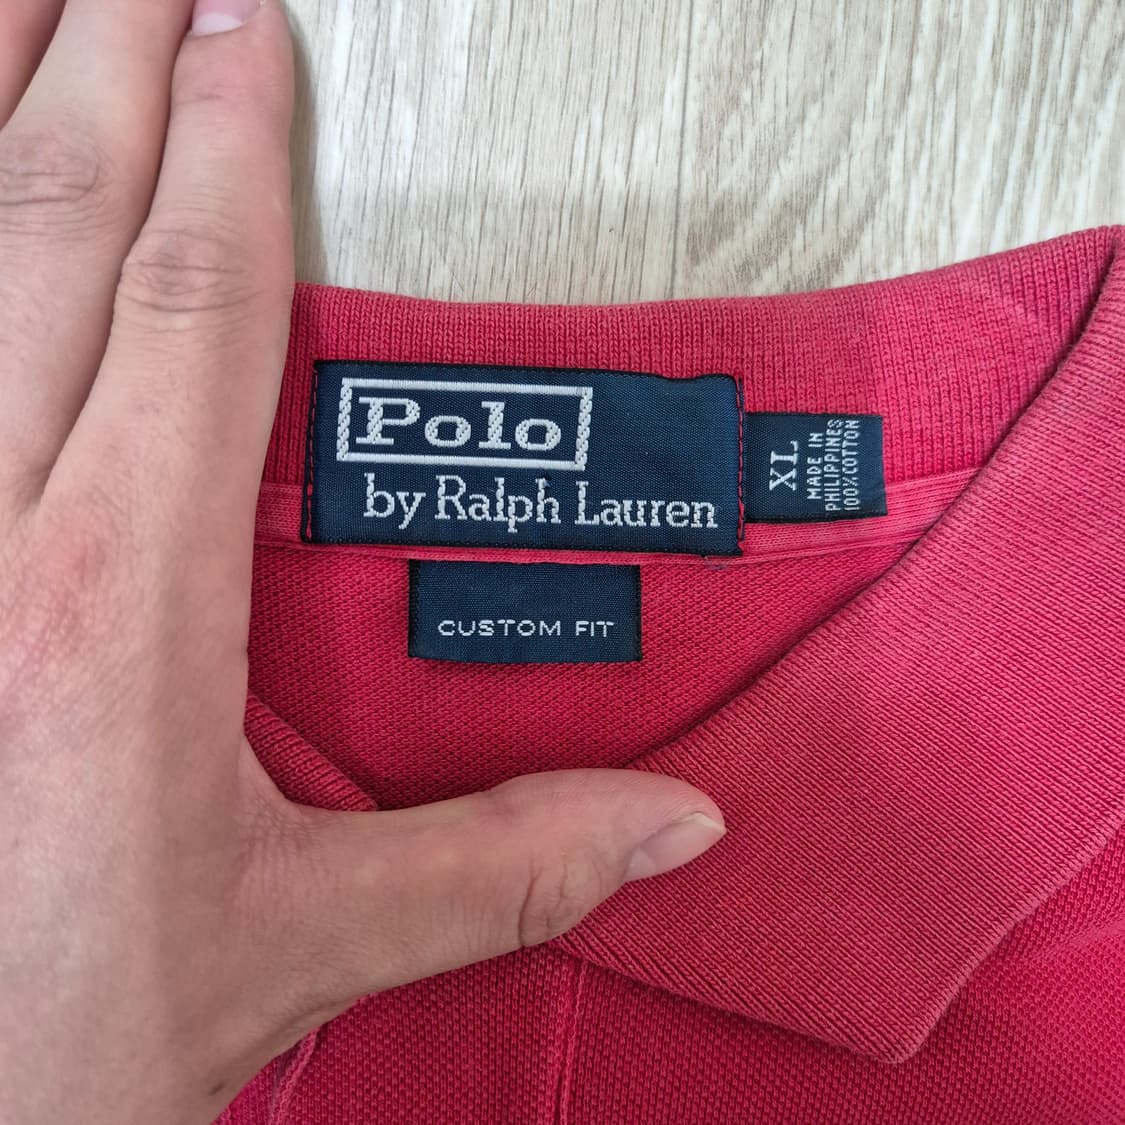 Polo
by Ralph Lauren
XL
MADE IN
PHILIPPINES
100% COTTON
CUSTOM FIT